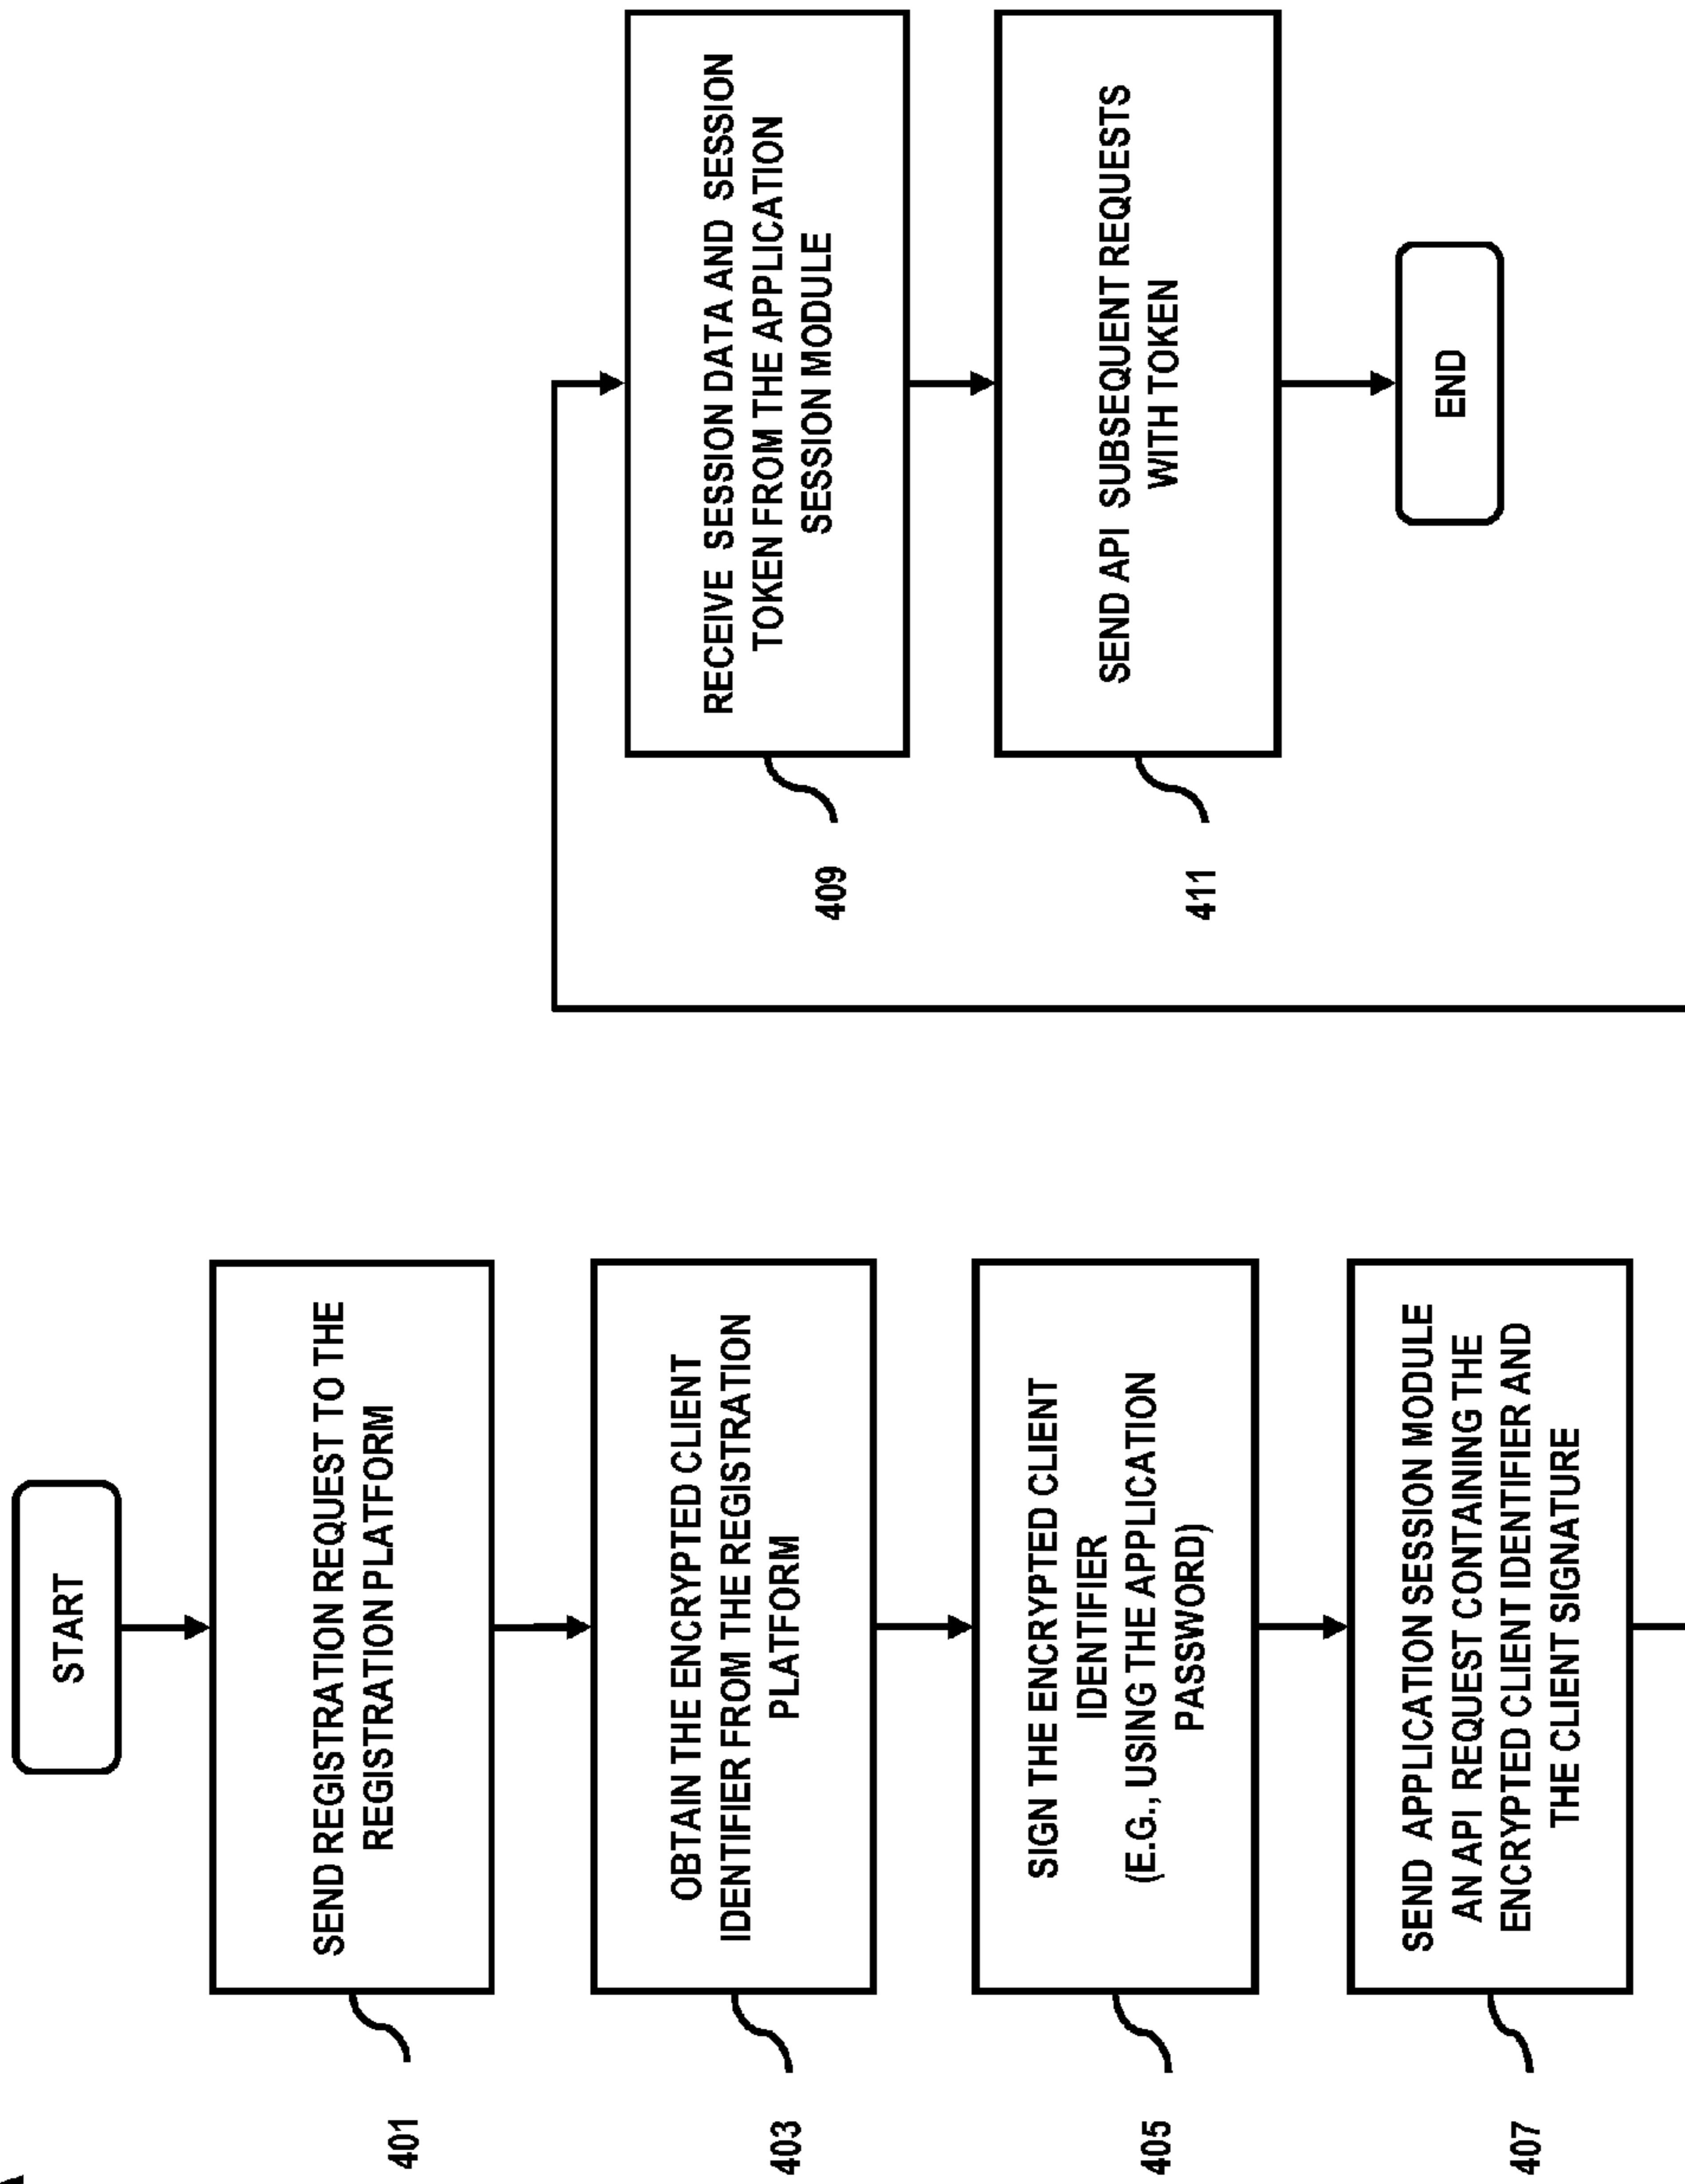 START
SEND REGISTRATION REQUEST TO THE
REGISTRATION PLATFORM
401
OBTAIN THE ENCRYPTED CLIENT
IDENTIFIER FROM THE REGISTRATION
PLATFORM
403
SIGN THE ENCRYPTED CLIENT
IDENTIFIER
(E.G., USING THE APPLICATION
PASSWORD)
405
SEND APPLICATION SESSION MODULE
AN API REQUEST CONTAINING THE
ENCRYPTED CLIENT IDENTIFIER AND
THE CLIENT SIGNATURE
407
RECEIVE SESSION DATA AND SESSION
TOKEN FROM THE APPLICATION
SESSION MODULE
409
SEND API SUBSEQUENT REQUESTS
WITH TOKEN
411
END